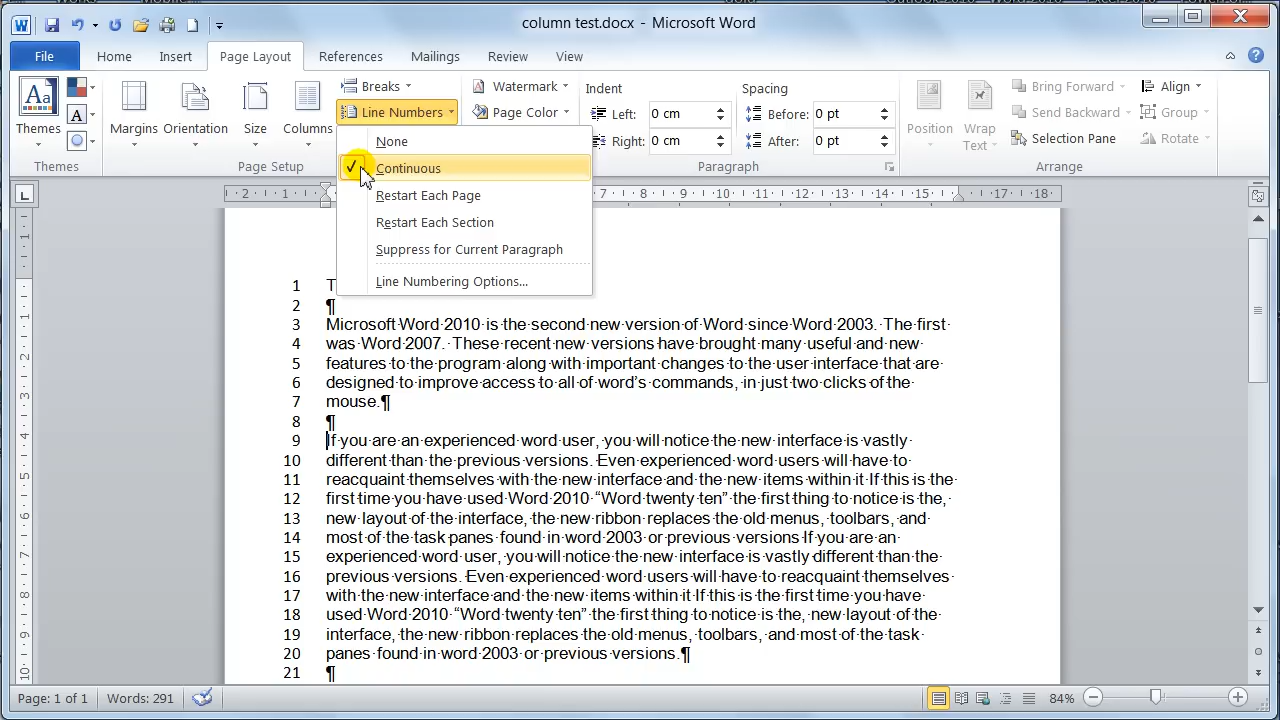 column test.docx - Microsoft Word
File Home Insert Page Layout References Mailings Review View
Themes
Themes
Margins Orientation Size Columns
Breaks
Line Numbers
Page Setup
Watermark
Page Color
Indent
Left: 0 cm
Right: 0 cm
Spacing
Before: 0 pt
After: 0 pt
Paragraph
Position
Wrap
Text
Bring Forward
Send Backward
Selection Pane
Align
Group
Rotate
Arrange
None
Continuous
Restart Each Page
Restart Each Section
Suppress for Current Paragraph
Line Numbering Options...
2 1 7 8 9 10 11 12 13 14 15 17 18
1 T
2 ¶
3 Microsoft·Word·2010·is·the·second·new·version·of·Word·since·Word·2003.··The·first·
4 was·Word·2007.··These·recent·new·versions·have·brought·many·useful·and·new·
5 features·to·the·program·along·with·important·changes·to·the·user·interface·that·are·
6 designed·to·improve·access·to·all·of·word's·commands,·in·just·two·clicks·of·the·
7 mouse.¶
8 ¶
9 If·you·are·an·experienced·word·user,·you·will·notice·the·new·interface·is·vastly·
10 different·than·the·previous·versions.·Even·experienced·word·users·will·have·to·
11 reacquaint·themselves·with·the·new·interface·and·the·new·items·within·it·If·this·is·the·
12 first·time·you·have·used·Word·2010·“Word·twenty·ten”·the·first·thing·to·notice·is·the,·
13 new·layout·of·the·interface,·the·new·ribbon·replaces·the·old·menus,·toolbars,·and·
14 most·of·the·task·panes·found·in·word·2003·or·previous·versions·If·you·are·an·
15 experienced·word·user,·you·will·notice·the·new·interface·is·vastly·different·than·the·
16 previous·versions.·Even·experienced·word·users·will·have·to·reacquaint·themselves·
17 with·the·new·interface·and·the·new·items·within·it·If·this·is·the·first·time·you·have·
18 used·Word·2010·“Word·twenty·ten”·the·first·thing·to·notice·is·the,·new·layout·of·the·
19 interface,·the·new·ribbon·replaces·the·old·menus,·toolbars,·and·most·of·the·task·
20 panes·found·in·word·2003·or·previous·versions.¶
21 ¶
Page: 1 of 1 Words: 291 84%